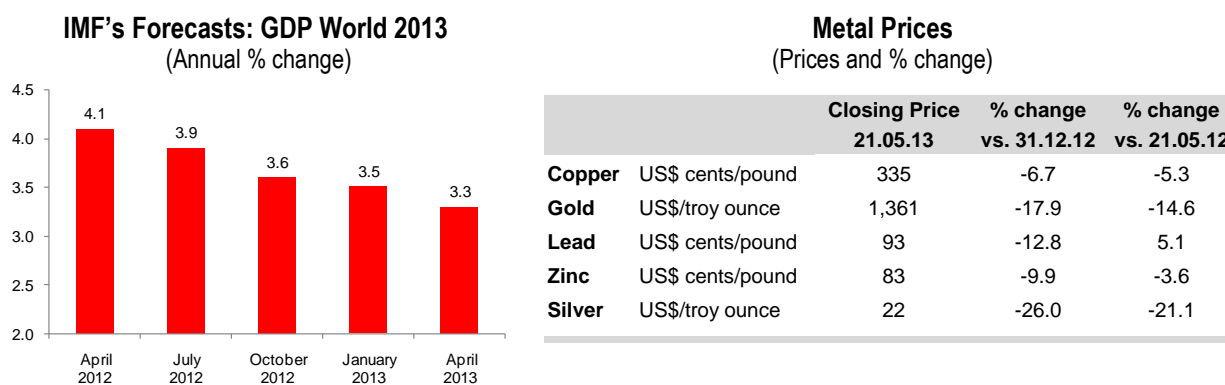 IMF's Forecasts: GDP World 2013
(Annual % change)
4.5
4.0
3.5
3.0
2.5
2.0
4.1
3.9
3.6
3.5
3.3
April 2012
July 2012
October 2012
January 2013
April 2013
Metal Prices
(Prices and % change)
Closing Price % change % change
21.05.13 vs. 31.12.12 vs. 21.05.12
Copper US$ cents/pound 335 -6.7 -5.3
Gold US$/troy ounce 1,361 -17.9 -14.6
Lead US$ cents/pound 93 -12.8 5.1
Zinc US$ cents/pound 83 -9.9 -3.6
Silver US$/troy ounce 22 -26.0 -21.1